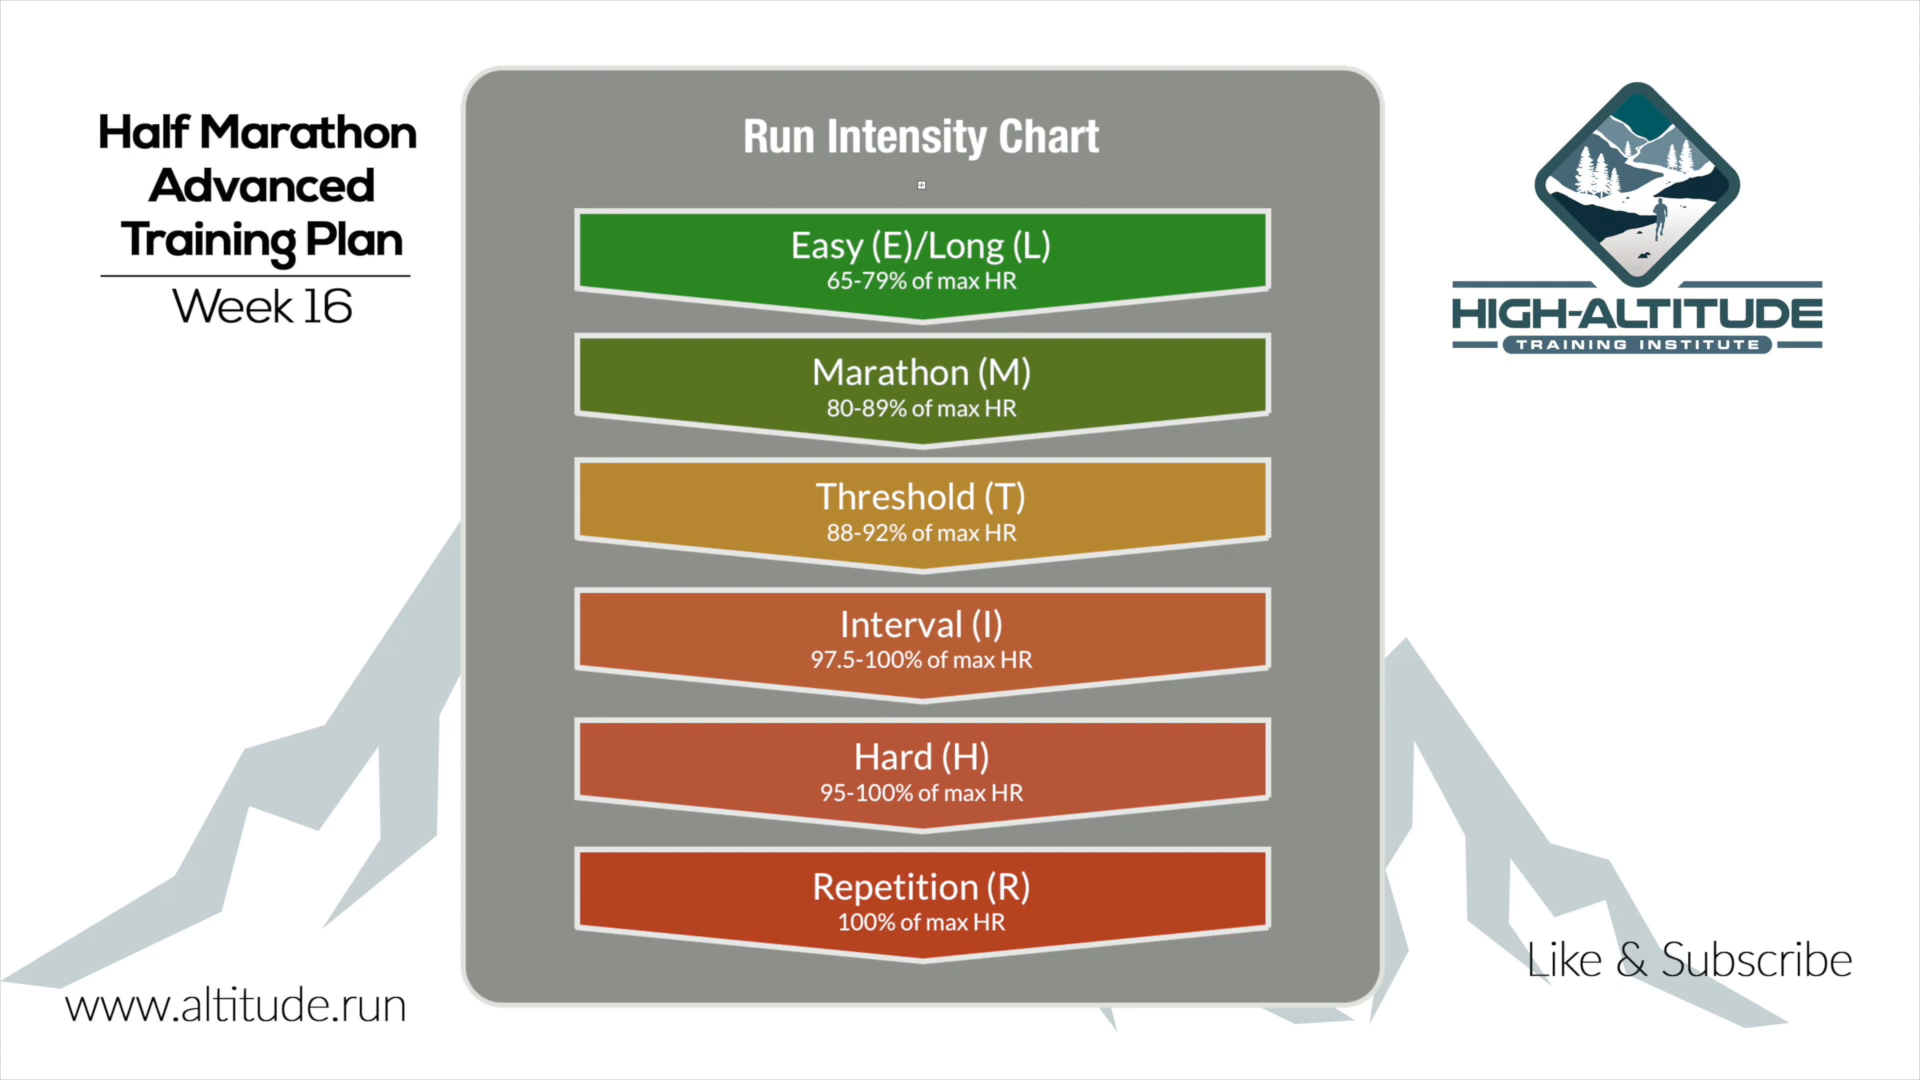 Half Marathon
Advanced
Training Plan
Week 16
Run Intensity Chart
Easy (E)/Long (L)
65-79% of max HR
Marathon (M)
80-89% of max HR
Threshold (T)
88-92% of max HR
Interval (I)
97.5-100% of max HR
Hard (H)
95-100% of max HR
Repetition (R)
100% of max HR
HIGH-ALTITUDE
TRAINING INSTITUTE
www.altitude.run
Like & Subscribe